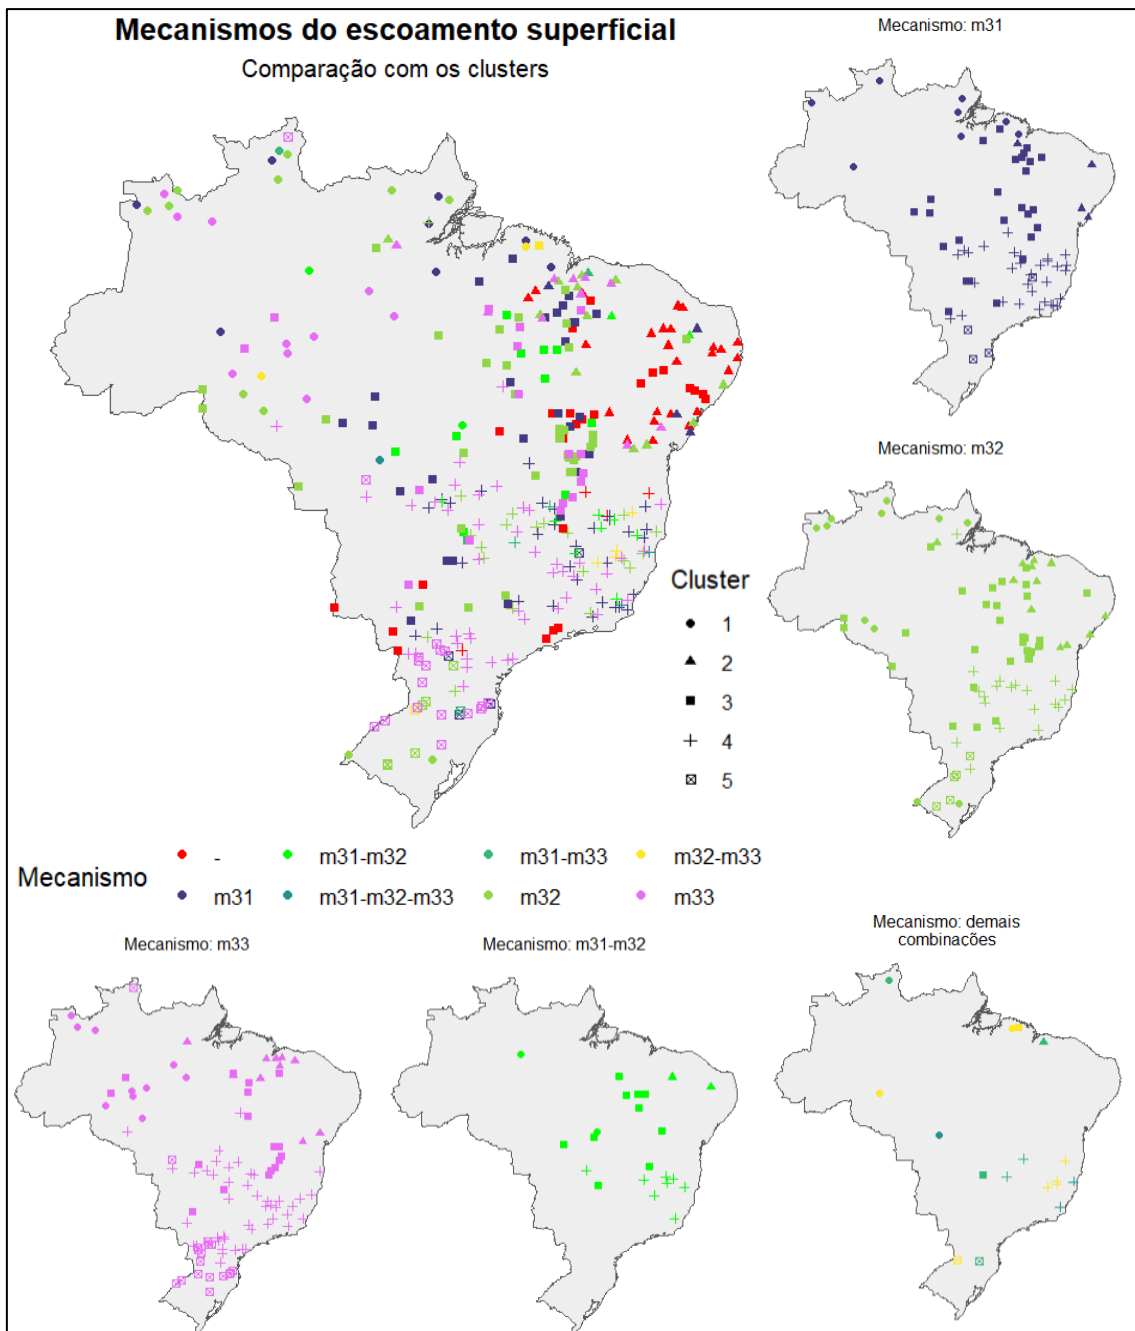 Mecanismos do escoamento superficial
Comparação com os clusters
Mecanismo: m31
Mecanismo: m32
Cluster
1
2
3
4
5
Mecanismo
-
m31-m32
m31-m33
m32-m33
m31
m31-m32-m33
m32
m33
Mecanismo: m33
Mecanismo: m31-m32
Mecanismo: demais
combinacões